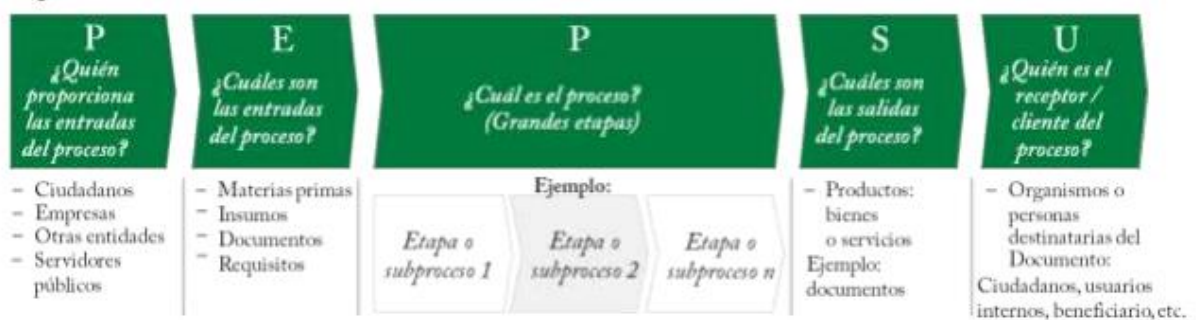 P
¿Quién
proporciona
las entradas
del proceso?
E
¿Cuáles son
las entradas
del proceso?
P
¿Cuál es el proceso?
(Grandes etapas)
S
¿Cuáles son
las salidas
del proceso?
U
¿Quién es el
receptor /
cliente del
proceso?
– Ciudadanos
– Empresas
– Otras entidades
– Servidores
públicos
– Materias primas
– Insumos
– Documentos
– Requisitos
Ejemplo:
Etapa o
subproceso 1
Etapa o
subproceso 2
Etapa o
subproceso n
– Productos:
bienes
o servicios
Ejemplo:
documentos
– Organismos o
personas
destinatarias del
Documento:
Ciudadanos, usuarios
internos, beneficiario, etc.